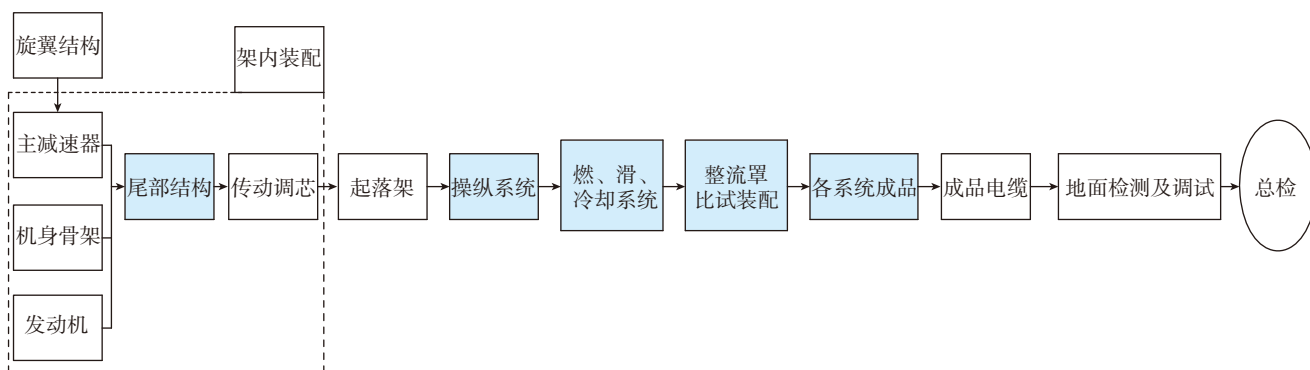 旋翼结构
架内装配
主减速器
机身骨架
发动机
尾部结构
传动调芯
起落架
操纵系统
燃、滑、
冷却系统
整流罩
比试装配
各系统成品
成品电缆
地面检测及调试
总检